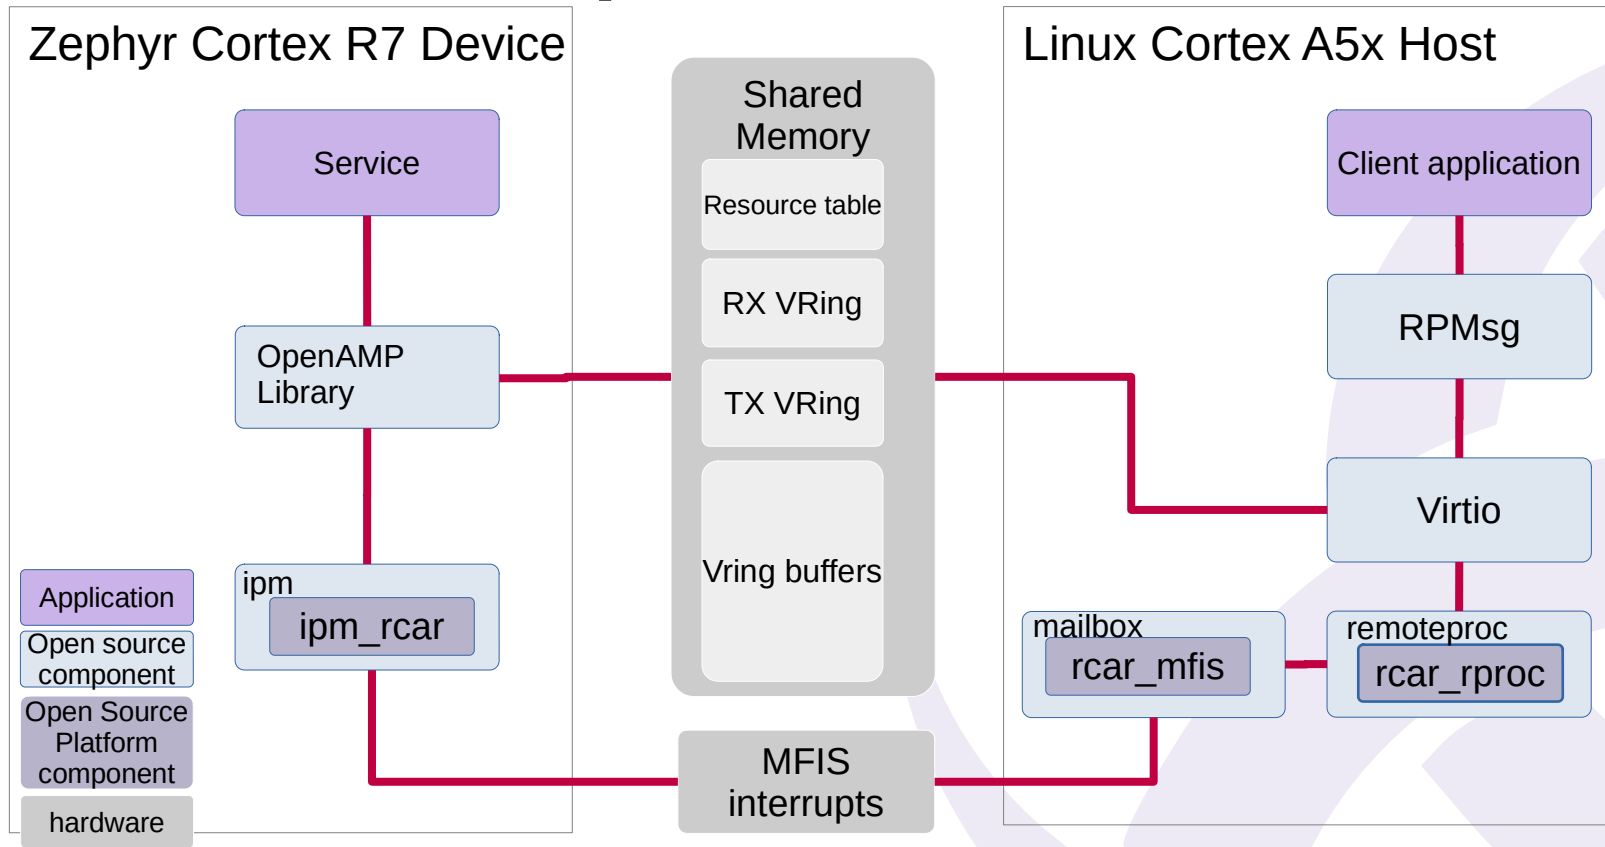 Zephyr Cortex R7 Device
Service
OpenAMP
Library
ipm
ipm_rcar
Application
Open source
component
Open Source
Platform
component
hardware
Shared
Memory
Resource table
RX VRing
TX VRing
Vring buffers
MFIS
interrupts
Linux Cortex A5x Host
Client application
RPMsg
Virtio
mailbox
rcar_mfis
remoteproc
rcar_rproc